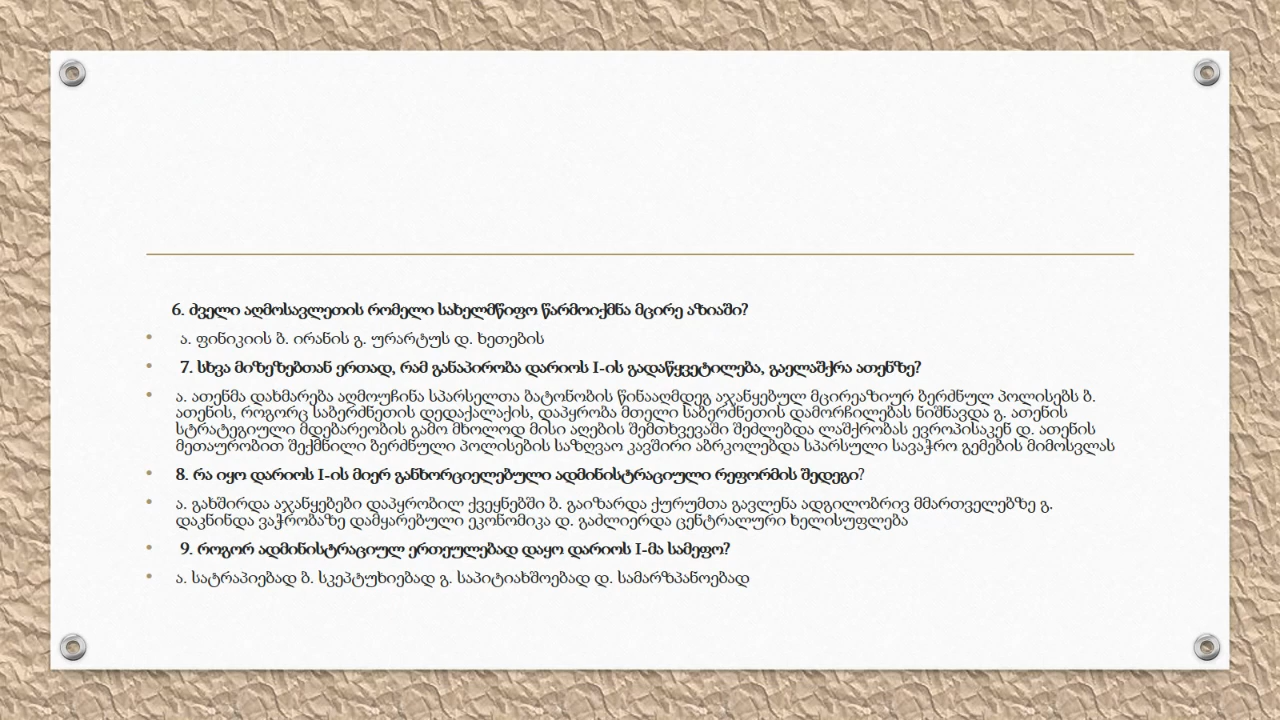 6. ძველი აღმოსავლეთის რომელი სახელმწიფო წარმოიქმნა მცირე აზიაში?
• ა. ფინიკიის ბ. ირანის გ. ურარტუს დ. ხეთების
• 7. სხვა მიზეზებთან ერთად, რამ განაპირობა დარიოს I-ის გადაწყვეტილება, გაელაშქრა ათენზე?
• ა. ათენმა დახმარება აღმოუჩინა სპარსელთა ბატონობის წინააღმდეგ აჯანყებულ მცირეაზიურ ბერძნულ პოლისებს ბ.
ათენის, როგორც საბერძნეთის დედაქალაქის, დაპყრობა მთელი საბერძნეთის დამორჩილებას ნიშნავდა გ. ათენის
სტრატეგიული მდებარეობის გამო მხოლოდ მისი აღების შემთხვევაში შეძლებდა ლაშქრობას ევროპისაკენ დ. ათენის
მეთაურობით შექმნილი ბერძნული პოლისების საზღვაო კავშირი აბრკოლებდა სპარსული სავაჭრო გემების მიმოსვლას
• 8. რა იყო დარიოს I-ის მიერ განხორციელებული ადმინისტრაციული რეფორმის შედეგი?
• ა. გახშირდა აჯანყებები დაპყრობილ ქვეყნებში ბ. გაიზარდა ქურუმთა გავლენა ადგილობრივ მმართველებზე გ.
დაკნინდა ვაჭრობაზე დამყარებული ეკონომიკა დ. გაძლიერდა ცენტრალური ხელისუფლება
• 9. როგორ ადმინისტრაციულ ერთეულებად დაყო დარიოს I-მა სამეფო?
• ა. სატრაპიებად ბ. სკეპტუხიებად გ. საპიტიახშოებად დ. სამარზპანოებად